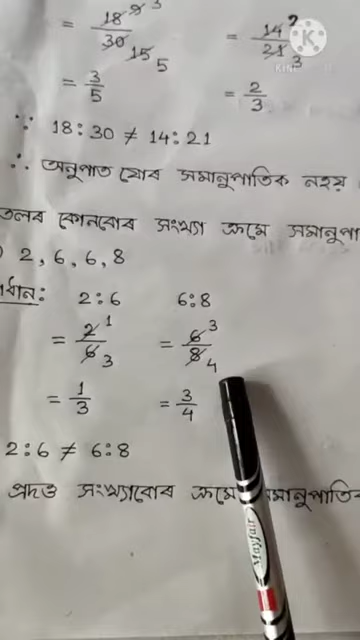 = 18/30 = 14/21
= 3/5 = 2/3
∵ 18:30 ≠ 14:21
∴ অনুপাত যোৰ সমানুপাতিক নহয়
তলৰ কোনবোৰ সংখ্যা ক্ৰমে সমানুপা
) 2, 6, 6, 8
ধান: 2:6 6:8
= 2/6 = 6/8
= 1/3 = 3/4
2:6 ≠ 6:8
প্ৰদত্ত সংখ্যাবোৰ ক্ৰমে সমানুপাতিক
Mayfair